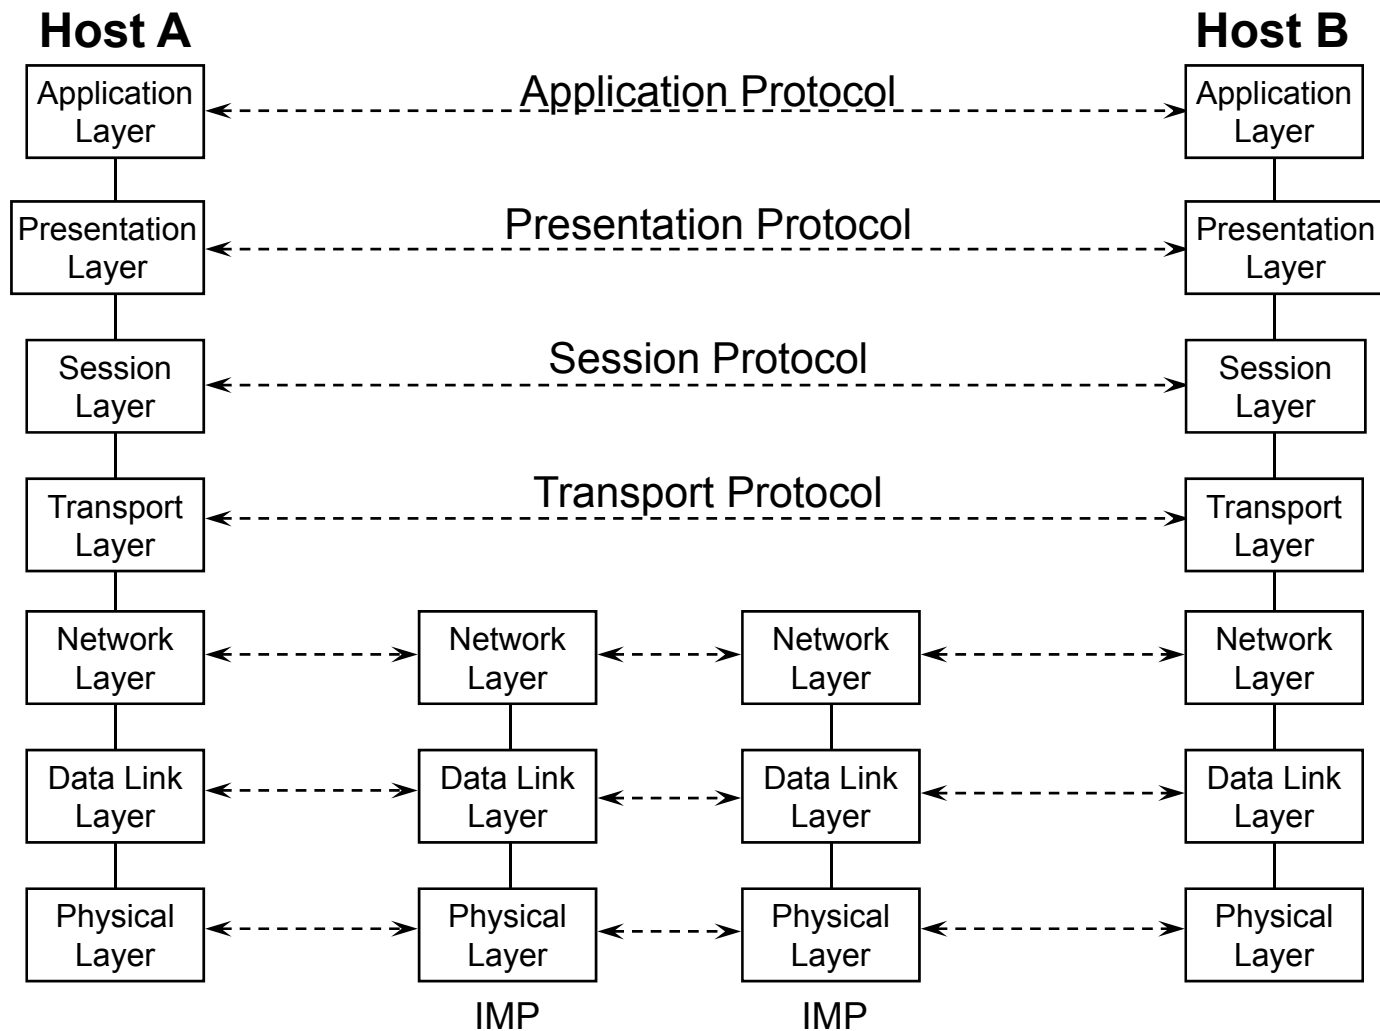 Host A
Host B
Application
Layer
Application Protocol
Application
Layer
Presentation
Layer
Presentation Protocol
Presentation
Layer
Session
Layer
Session Protocol
Session
Layer
Transport
Layer
Transport Protocol
Transport
Layer
Network
Layer
Network
Layer
Network
Layer
Network
Layer
Data Link
Layer
Data Link
Layer
Data Link
Layer
Data Link
Layer
Physical
Layer
Physical
Layer
Physical
Layer
Physical
Layer
IMP
IMP